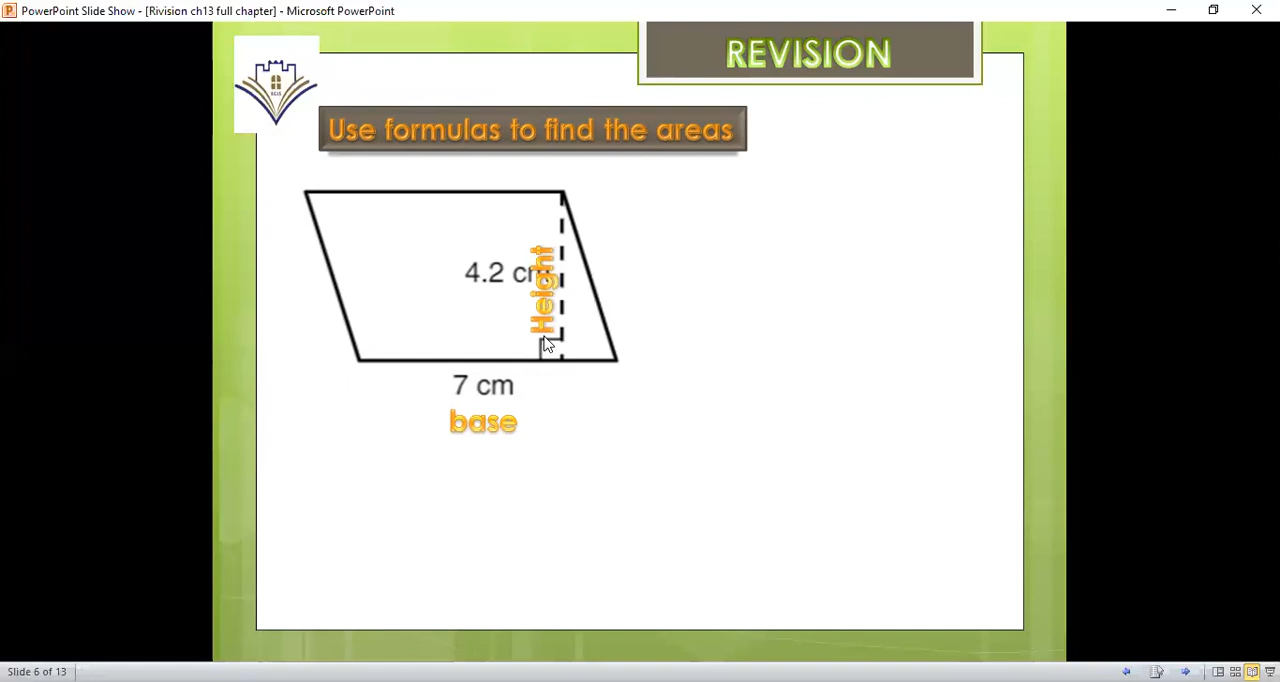 PowerPoint Slide Show - [Rivision ch13 full chapter] - Microsoft PowerPoint
REVISION
Use formulas to find the areas
4.2 cm
Height
7 cm
base
Slide 6 of 13